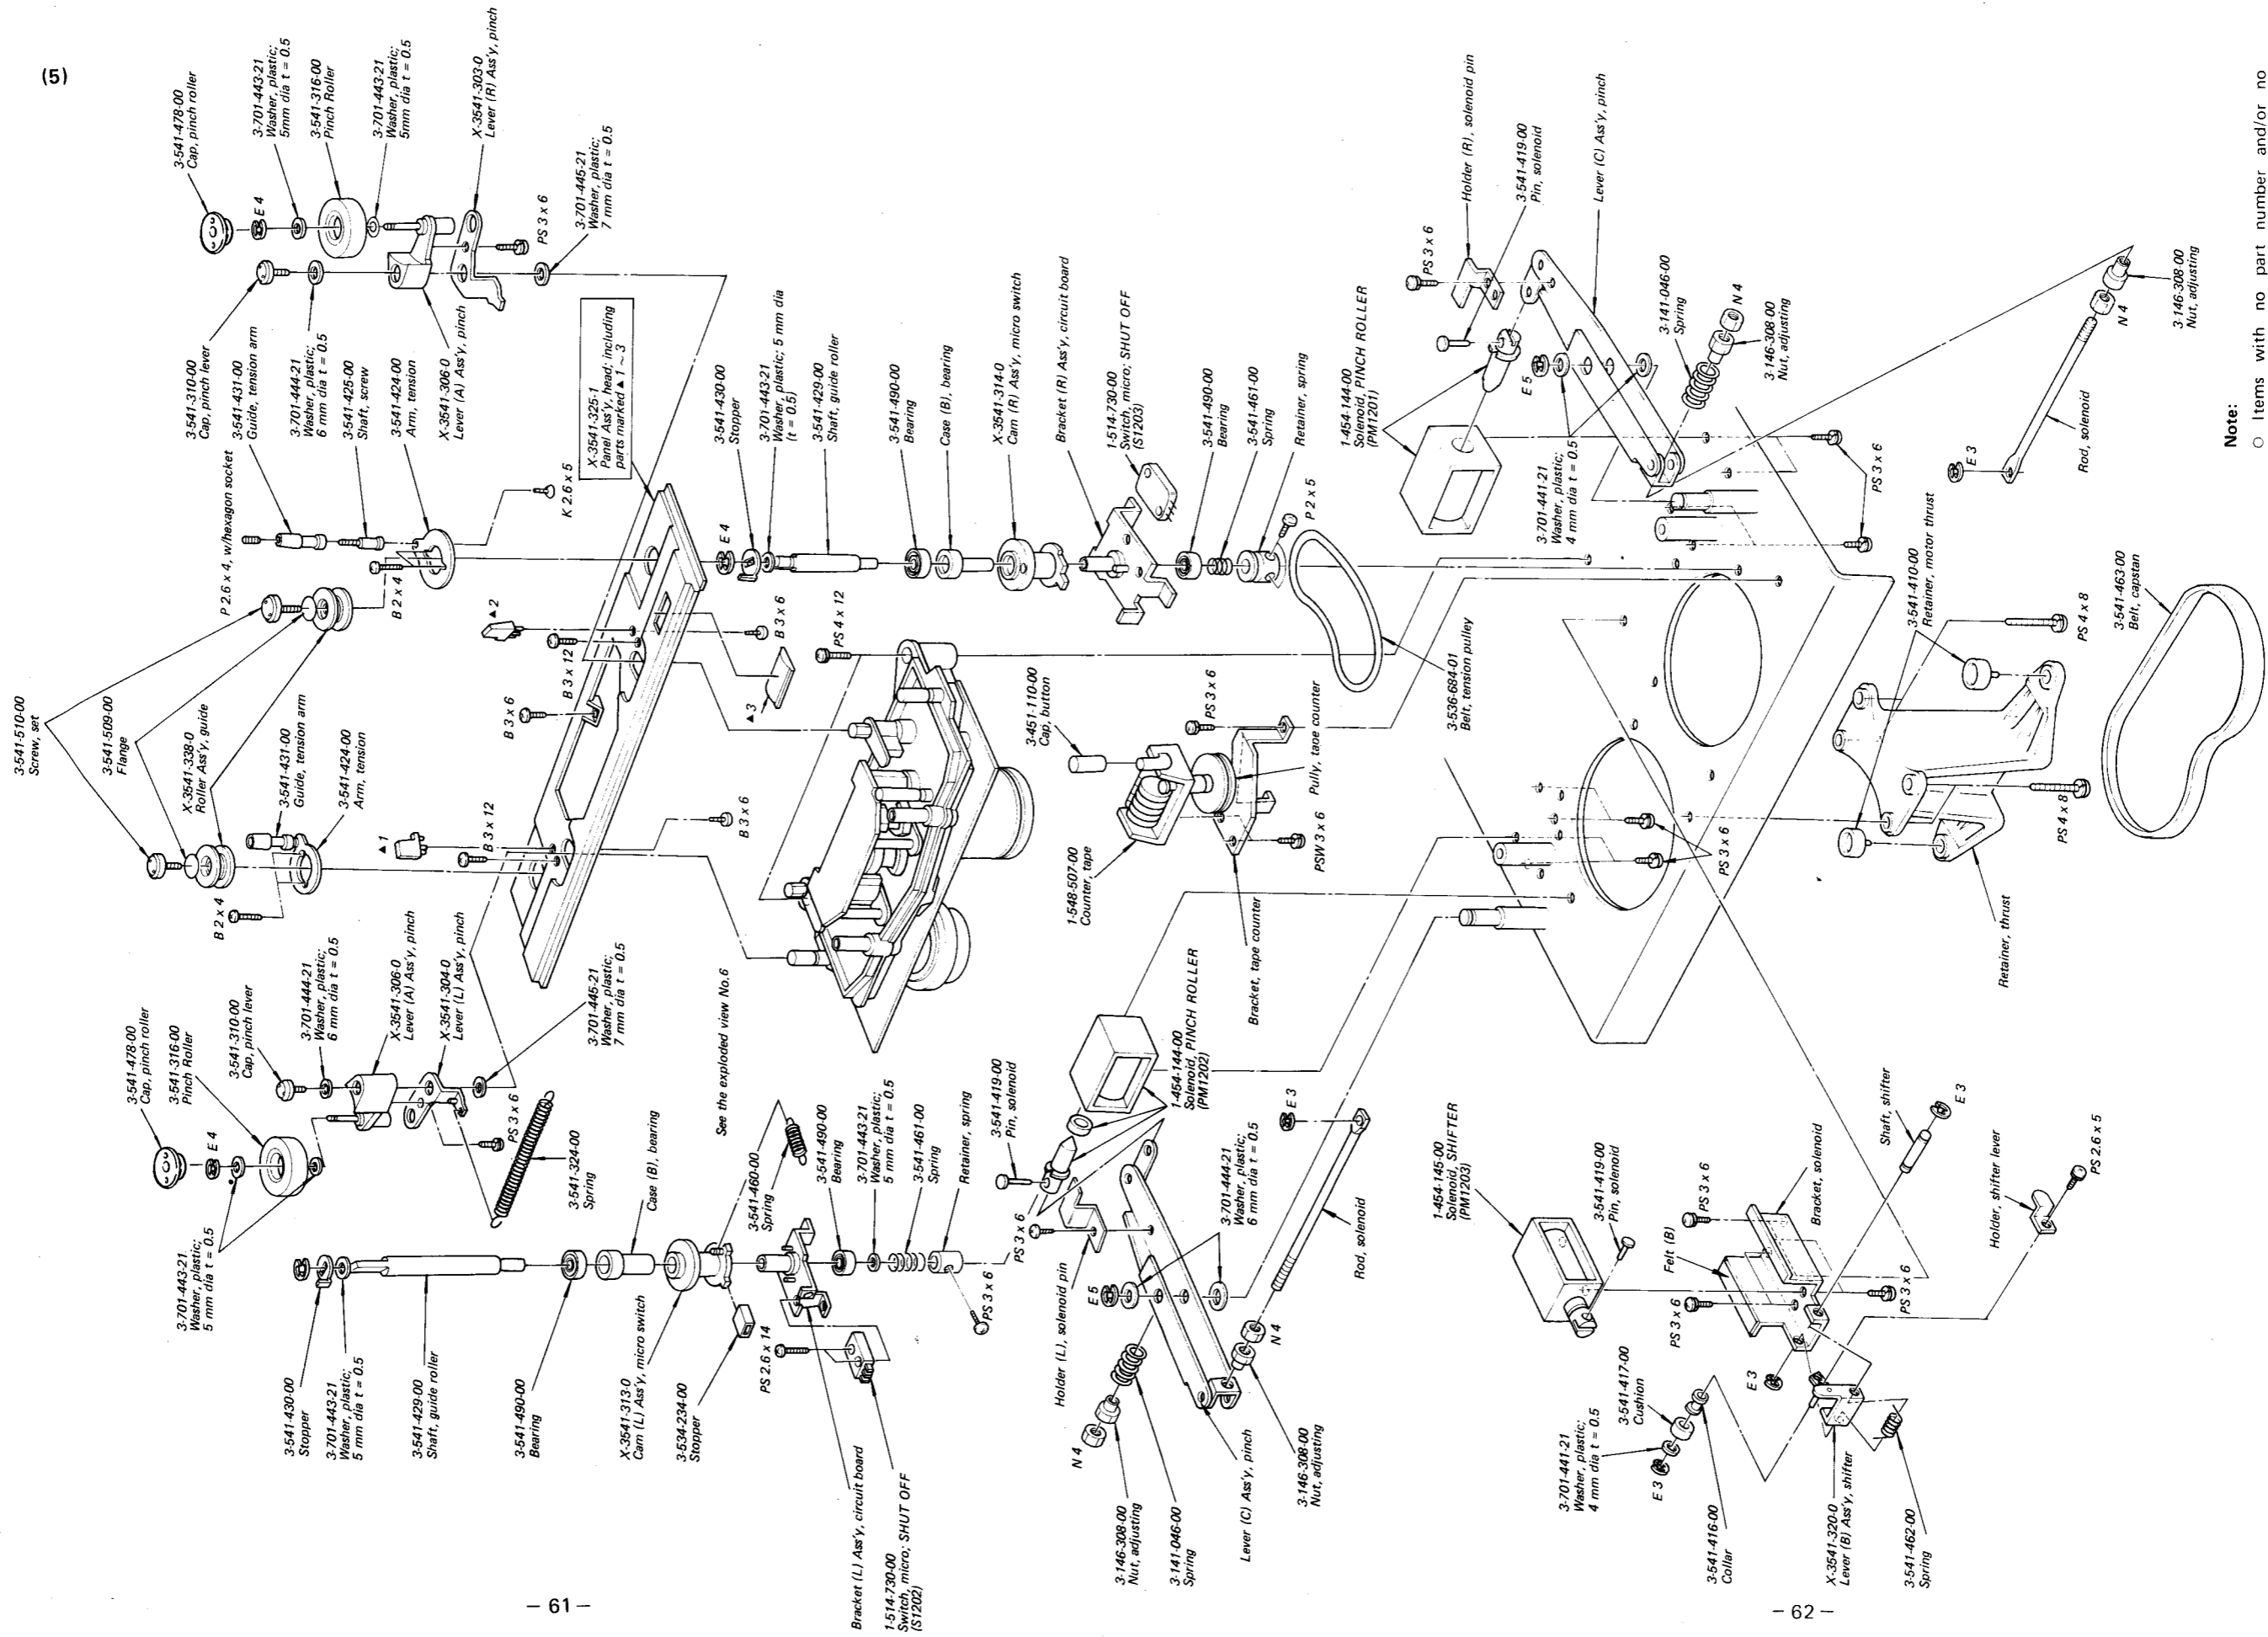 (5)
3-541-510-00
Screw, set
3-541-509-00
Flange
X-3541-338-0
Roller Ass'y, guide
3-541-431-00
Guide, tension arm
3-541-424-00
Arm, tension
B 2 x 4
▲1
B 3 x 12
B 3 x 6
P 2.6 x 4, w/hexagon socket
B 2 x 4
▲2
B 3 x 12
B 3 x 6
▲3
B 3 x 6
K 2.6 x 5
3-541-478-00
Cap, pinch roller
E 4
3-701-443-21
Washer, plastic;
5mm dia t = 0.5
3-541-316-00
Pinch Roller
3-701-443-21
Washer, plastic;
5mm dia t = 0.5
X-3541-303-0
Lever (R) Ass'y, pinch
PS 3 x 6
3-701-445-21
Washer, plastic;
7 mm dia t = 0.5
3-541-310-00
Cap, pinch lever
3-541-431-00
Guide, tension arm
3-701-444-21
Washer, plastic;
6 mm dia t = 0.5
3-541-425-00
Shaft, screw
3-541-424-00
Arm, tension
X-3541-306-0
Lever (A) Ass'y, pinch
X-3541-325-1
Panel Ass'y, head; including
parts marked ▲ 1 ~ 3
E 4
3-541-430-00
Stopper
3-701-443-21
Washer, plastic; 5 mm dia
(t = 0.5)
3-541-429-00
Shaft, guide roller
3-541-490-00
Bearing
Case (B), bearing
X-3541-314-0
Cam (R) Ass'y, micro switch
Bracket (R) Ass'y, circuit board
1-514-730-00
Switch, micro; SHUT OFF
(S1203)
3-541-490-00
Bearing
3-541-461-00
Spring
Retainer, spring
P 2 x 5
PS 4 x 12
3-541-478-00
Cap, pinch roller
3-541-316-00
Pinch Roller
3-541-310-00
Cap, pinch lever
3-701-444-21
Washer, plastic;
6 mm dia t = 0.5
X-3541-306-0
Lever (A) Ass'y, pinch
X-3541-304-0
Lever (L) Ass'y, pinch
3-701-445-21
Washer, plastic;
7 mm dia t = 0.5
E 4
PS 3 x 6
3-541-324-00
Spring
3-701-443-21
Washer, plastic;
5 mm dia t = 0.5
3-541-430-00
Stopper
3-701-443-21
Washer, plastic;
5 mm dia t = 0.5
3-541-429-00
Shaft, guide roller
3-541-490-00
Bearing
Case (B), bearing
X-3541-313-0
Cam (L) Ass'y, micro switch
3-534-234-00
Stopper
See the exploded view No.6
3-541-460-00
Spring
PS 2.6 x 14
3-541-490-00
Bearing
3-701-443-21
Washer, plastic;
5 mm dia t = 0.5
3-541-461-00
Spring
Retainer, spring
PS 3 x 6
Bracket (L) Ass'y, circuit board
1-514-730-00
Switch, micro; SHUT OFF
(S1202)
— 61 —
3-451-110-00
Cap, button
1-548-507-00
Counter, tape
PS 3 x 6
Pully, tape counter
PSW 3 x 6
Bracket, tape counter
3-536-684-01
Belt, tension pulley
1-454-144-00
Solenoid, PINCH ROLLER
(PM1201)
PS 3 x 6
Holder (R), solenoid pin
3-541-419-00
Pin, solenoid
Lever (C) Ass'y, pinch
E 5
3-701-441-21
Washer, plastic;
4 mm dia t = 0.5
3-141-046-00
Spring
N 4
3-146-308-00
Nut, adjusting
PS 3 x 6
E 3
Rod, solenoid
N 4
3-146-308-00
Nut, adjusting
3-541-419-00
Pin, solenoid
1-454-144-00
Solenoid, PINCH ROLLER
(PM1202)
PS 3 x 6
Holder (L), solenoid pin
E 5
3-701-444-21
Washer, plastic;
6 mm dia t = 0.5
E 3
Rod, solenoid
N 4
3-146-308-00
Nut, adjusting
N 4
3-146-308-00
Nut, adjusting
3-141-046-00
Spring
Lever (C) Ass'y, pinch
PS 3 x 6
3-541-410-00
Retainer, motor thrust
PS 4 x 8
PS 4 x 8
Retainer, thrust
3-541-463-00
Belt, capstan
1-454-145-00
Solenoid, SHIFTER
(PM1203)
3-541-419-00
Pin, solenoid
Felt (B)
PS 3 x 6
Bracket, solenoid
PS 3 x 6
PS 3 x 6
Shaft, shifter
E 3
Holder, shifter lever
PS 2.6 x 5
E 3
3-541-417-00
Cushion
3-701-441-21
Washer, plastic;
4 mm dia t = 0.5
E 3
3-541-416-00
Collar
X-3541-320-0
Lever (B) Ass'y, shifter
3-541-462-00
Spring
Note:
○ Items with no part number and/or no
— 62 —